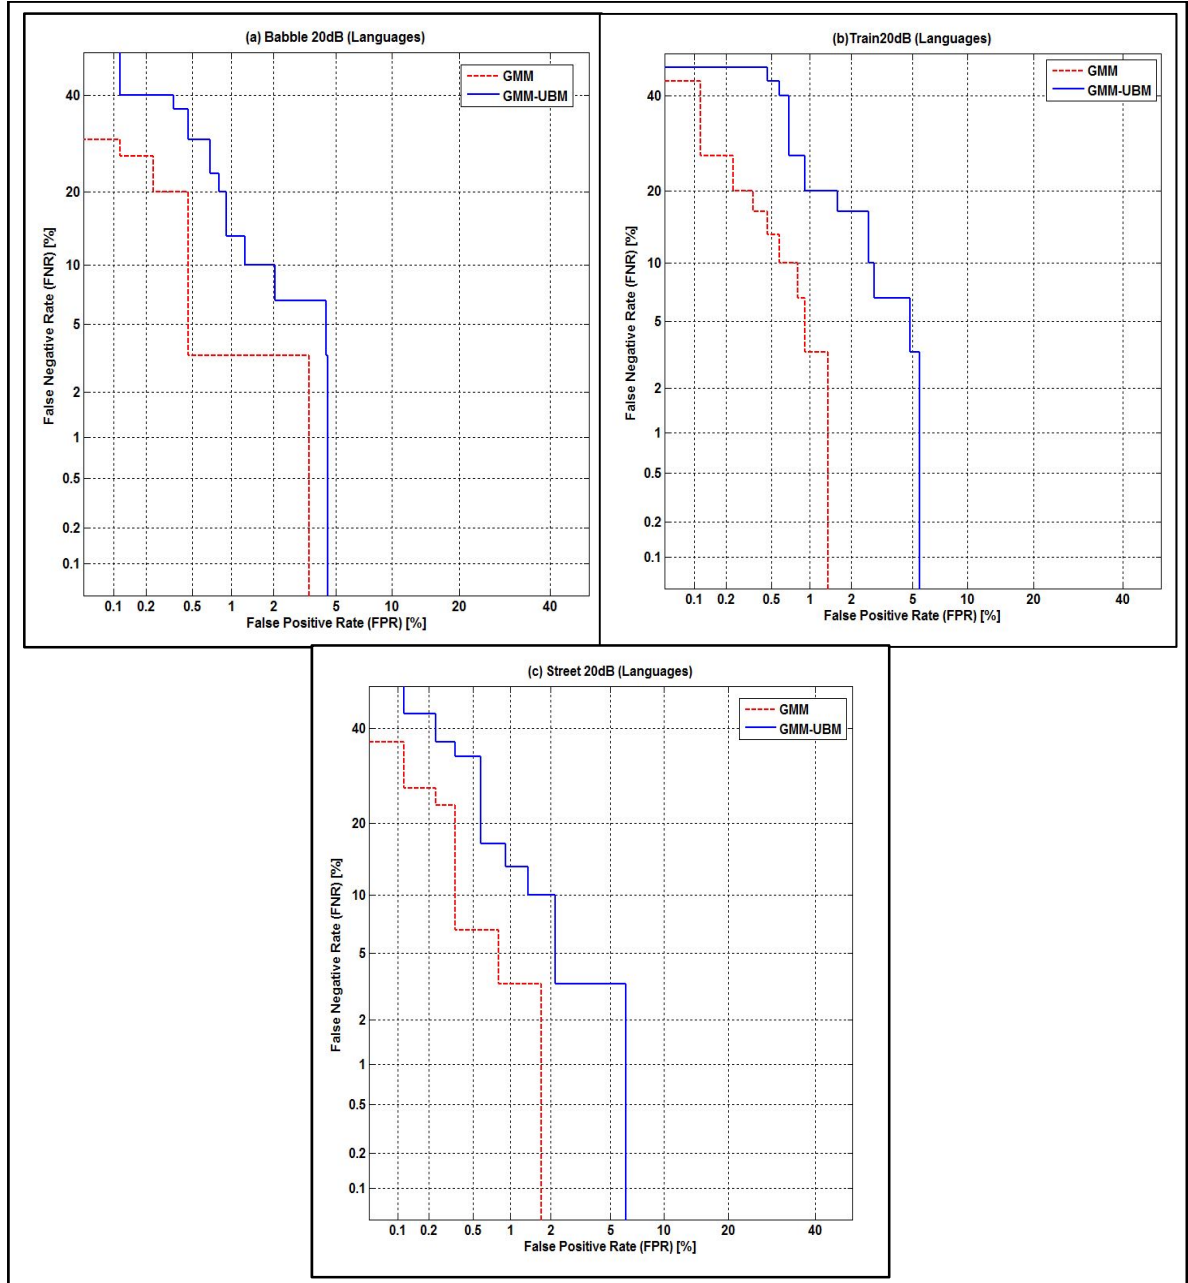 (a) Babble 20dB (Languages)
GMM
GMM-UBM
False Negative Rate (FNR) [%]
40
20
10
5
2
1
0.5
0.2
0.1
0.1 0.2 0.5 1 2 5 10 20 40
False Positive Rate (FPR) [%]
(b)Train20dB (Languages)
GMM
GMM-UBM
False Negative Rate (FNR) [%]
40
20
10
5
2
1
0.5
0.2
0.1
0.1 0.2 0.5 1 2 5 10 20 40
False Positive Rate (FPR) [%]
(c) Street 20dB (Languages)
GMM
GMM-UBM
False Negative Rate (FNR) [%]
40
20
10
5
2
1
0.5
0.2
0.1
0.1 0.2 0.5 1 2 5 10 20 40
False Positive Rate (FPR) [%]